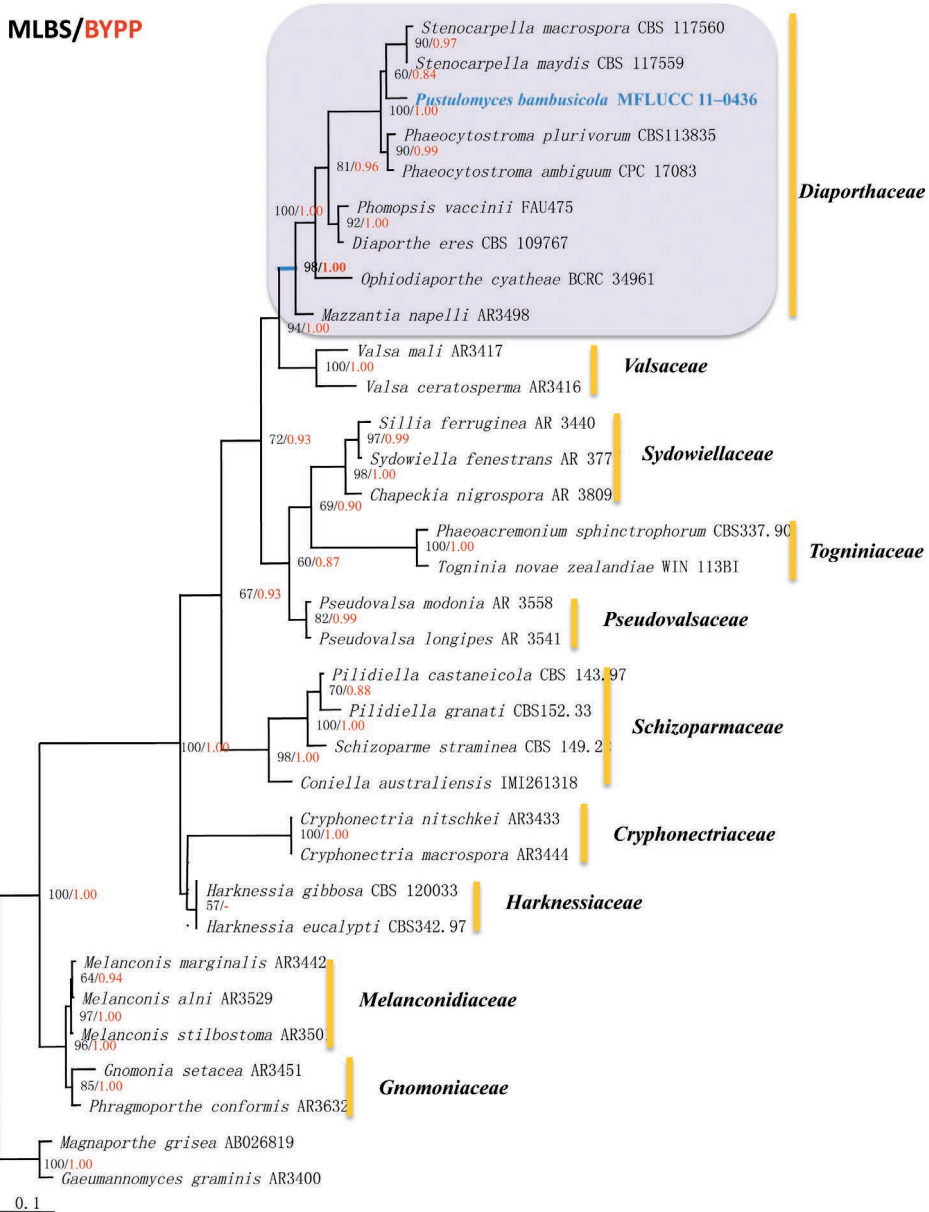 MLBS/BYPP
Stenocarpella macrospora CBS 117560
90/0.97
Stenocarpella maydis CBS 117559
60/0.84
Pustulomyces bambusicola MFLUCC 11–0436
100/1.00
Phaeocytostroma plurivorum CBS113835
90/0.99
81/0.96
Phaeocytostroma ambiguum CPC 17083
Diaporthaceae
Phomopsis vaccinii FAU475
100/1.00
92/1.00
Diaporthe eres CBS 109767
98/1.00
Ophiodiaporthe cyatheae BCRC 34961
Mazzantia napelli AR3498
94/1.00
Valsa mali AR3417
100/1.00
Valsaceae
Valsa ceratosperma AR3416
Sillia ferruginea AR 3440
72/0.93
97/0.99
Sydowiellaceae
Sydowiella fenestrans AR 377
98/1.00
Chapeckia nigrospora AR 3809
69/0.90
Phaeoacremonium sphinctrophorum CBS337.90
100/1.00
Togniniaceae
60/0.87
Togninia novae zealandiae WIN 113BI
67/0.93
Pseudovalsa modonia AR 3558
82/0.99
Pseudovalsaceae
Pseudovalsa longipes AR 3541
Pilidiella castaneicola CBS 143.97
70/0.88
Pilidiella granati CBS152.33
100/1.00
Schizoparmaceae
100/1.00
Schizoparme straminea CBS 149.2
98/1.00
Coniella australiensis IMI261318
Cryphonectria nitschkei AR3433
100/1.00
Cryphonectriaceae
Cryphonectria macrospora AR3444
Harknessia gibbosa CBS 120033
100/1.00
57/-
Harknessiaceae
Harknessia eucalypti CBS342.97
Melanconis marginalis AR3442
64/0.94
Melanconis alni AR3529
Melanconidiaceae
97/1.00
Melanconis stilbostoma AR350
96/1.00
Gnomonia setacea AR3451
85/1.00
Gnomoniaceae
Phragmoporthe conformis AR3632
Magnaporthe grisea AB026819
100/1.00
Gaeumannomyces graminis AR3400
0.1